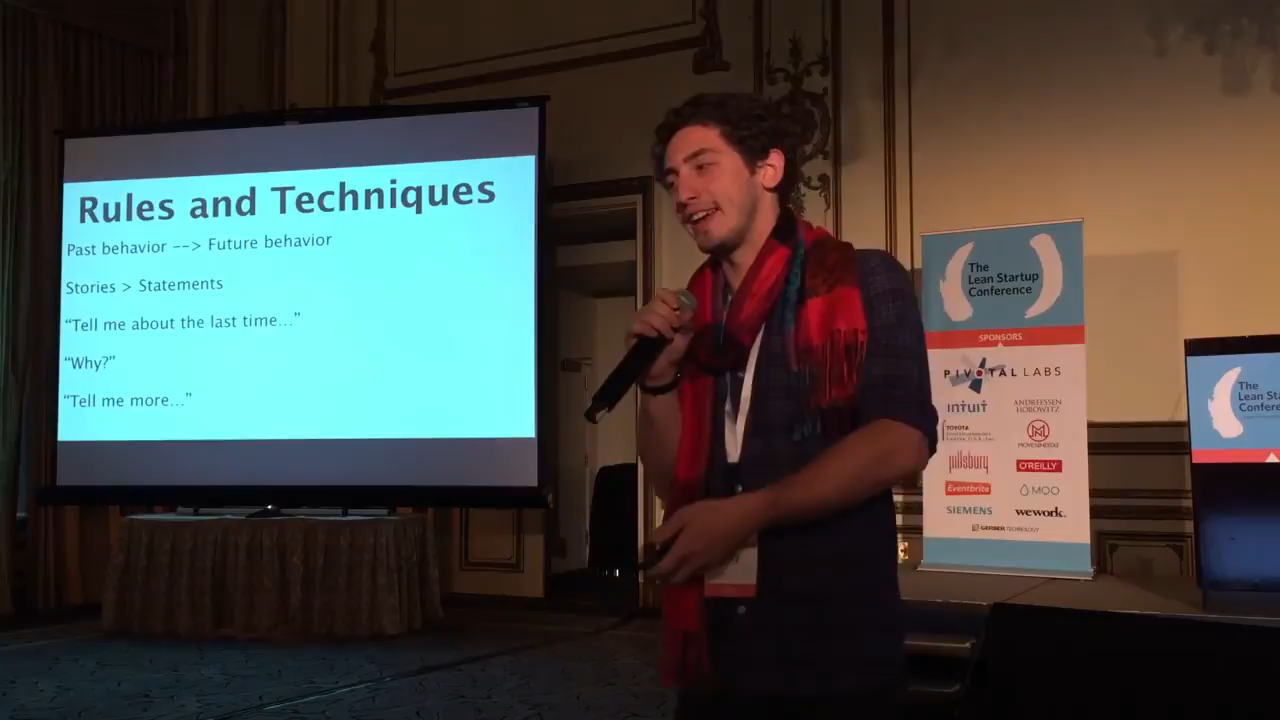 Rules and Techniques
Past behavior --> Future behavior
Stories > Statements
“Tell me about the last time...”
“Why?”
“Tell me more...”
The
Lean Startup
Conference
SPONSORS
PIVOTAL LABS
INTUIT
ANDREESSEN
HOROWITZ
TOYOTA
MOVESTHENEEDLE
pillsbury
O'REILLY
Eventbrite
MOO
SIEMENS
wework.
GERBER TECHNOLOGY
The
Lean Sta
Confere